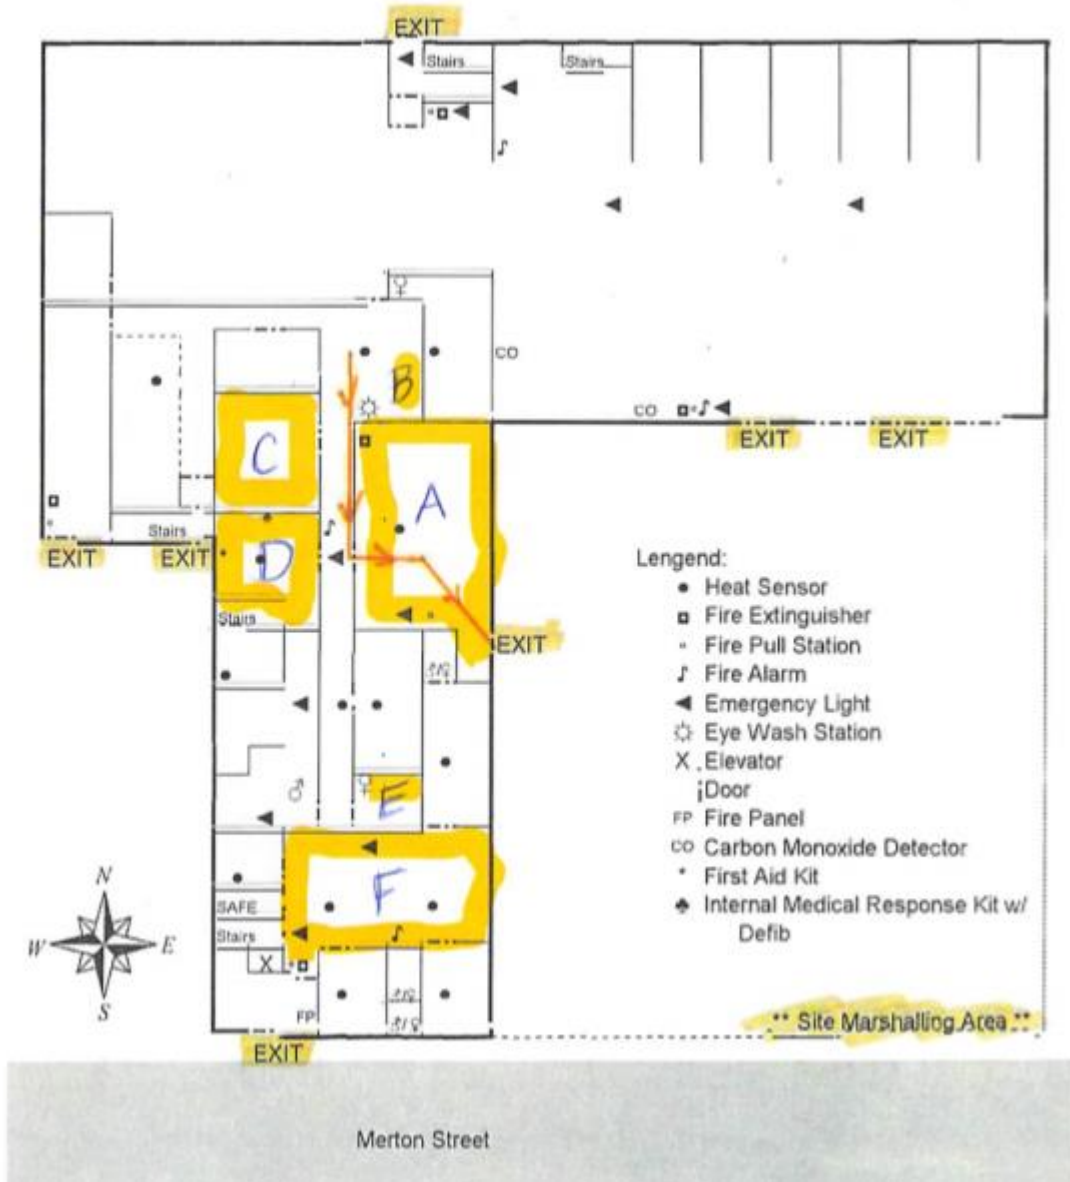 EXIT
Stairs
Stairs
CO
B
CO
EXIT
EXIT
C
A
Stairs
EXIT
EXIT
D
EXIT
Stairs
Lengend:
Heat Sensor
Fire Extinguisher
Fire Pull Station
Fire Alarm
Emergency Light
Eye Wash Station
X Elevator
Door
FP Fire Panel
CO Carbon Monoxide Detector
* First Aid Kit
♣ Internal Medical Response Kit w/
Defib
E
F
SAFE
Stairs
X
FP
N
W
E
S
** Site Marshalling Area **
EXIT
Merton Street